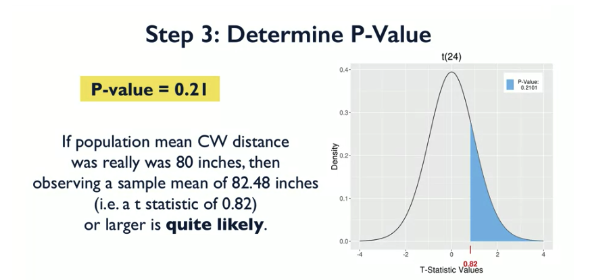 Step 3: Determine P-Value
P-value = 0.21
If population mean CW distance
was really was 80 inches, then
observing a sample mean of 82.48 inches
(i.e. a t statistic of 0.82)
or larger is quite likely.
t(24)
P-Value:
0.2101
Density
0.4
0.3
0.2
0.1
0.0
-4 -2 0 2 4
0.82
T-Statistic Values